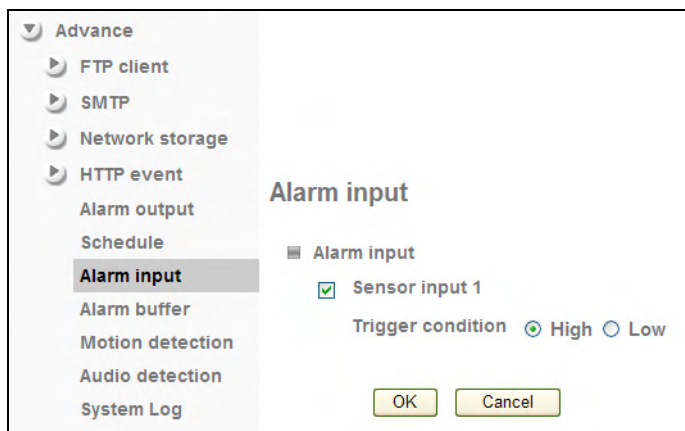 Advance
FTP client
SMTP
Network storage
HTTP event
Alarm output
Schedule
Alarm input
Alarm buffer
Motion detection
Audio detection
System Log
Alarm input
Alarm input
Sensor input 1
Trigger condition High Low
OK Cancel